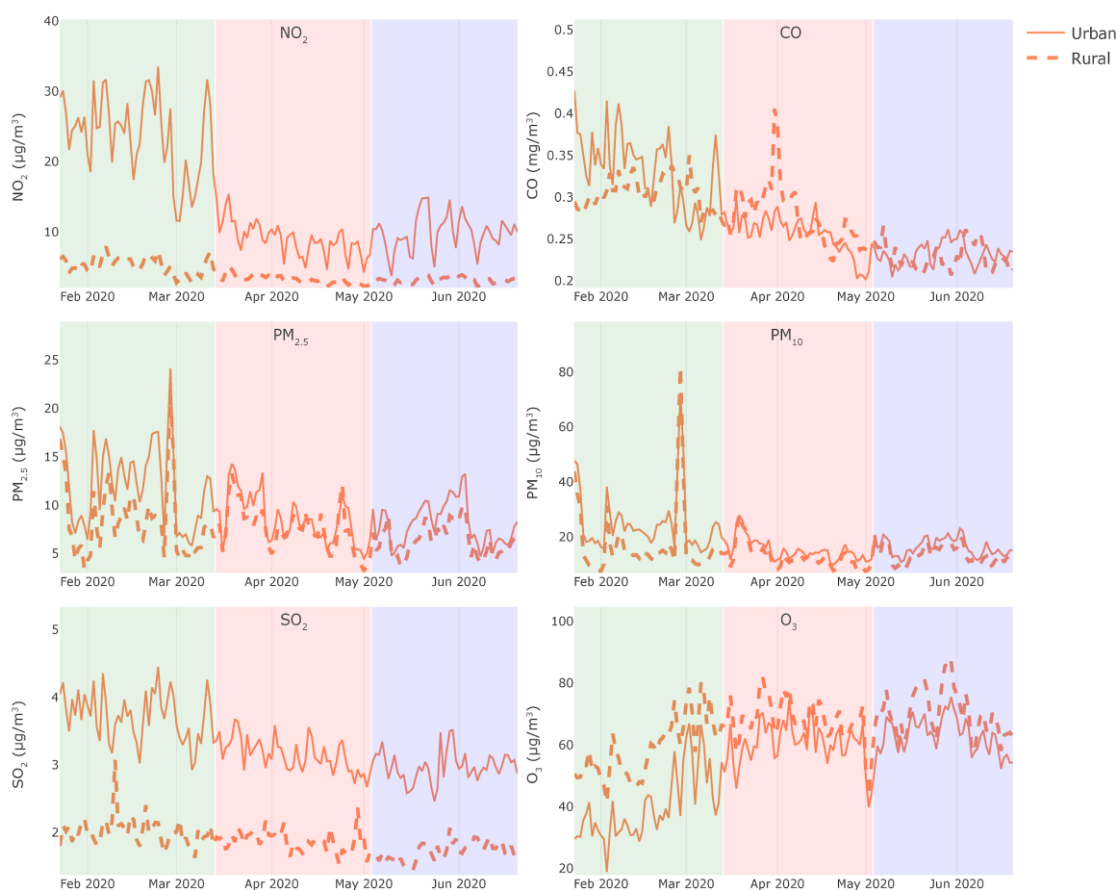 NO₂
NO₂ (µg/m³)
40
30
20
10
Feb 2020 Mar 2020 Apr 2020 May 2020 Jun 2020
CO
CO (mg/m³)
0.5
0.45
0.4
0.35
0.3
0.25
0.2
Feb 2020 Mar 2020 Apr 2020 May 2020 Jun 2020
Urban
Rural
PM₂.₅
PM₂.₅ (µg/m³)
25
20
15
10
5
Feb 2020 Mar 2020 Apr 2020 May 2020 Jun 2020
PM₁₀
PM₁₀ (µg/m³)
80
60
40
20
Feb 2020 Mar 2020 Apr 2020 May 2020 Jun 2020
SO₂
SO₂ (µg/m³)
5
4
3
2
Feb 2020 Mar 2020 Apr 2020 May 2020 Jun 2020
O₃
O₃ (µg/m³)
100
80
60
40
20
Feb 2020 Mar 2020 Apr 2020 May 2020 Jun 2020